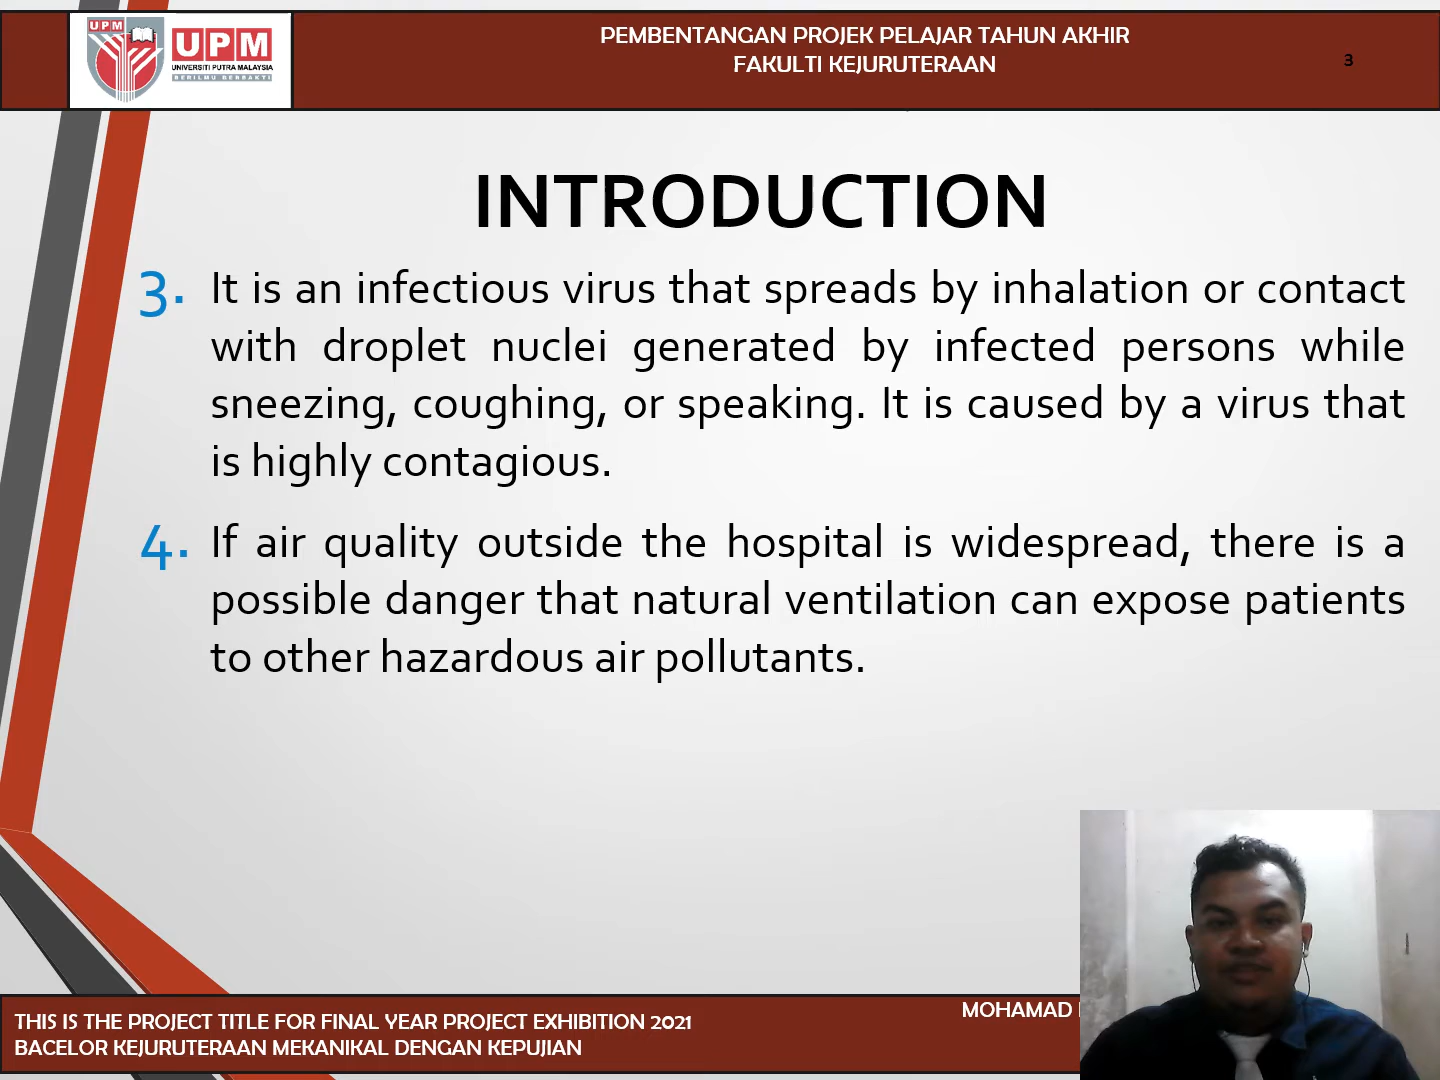 UPM
UPM
UNIVERSITI PUTRA MALAYSIA
BERILMU BERBAKTI
PEMBENTANGAN PROJEK PELAJAR TAHUN AKHIR
FAKULTI KEJURUTERAAN
3
INTRODUCTION
3. It is an infectious virus that spreads by inhalation or contact
with droplet nuclei generated by infected persons while
sneezing, coughing, or speaking. It is caused by a virus that
is highly contagious.
4. If air quality outside the hospital is widespread, there is a
possible danger that natural ventilation can expose patients
to other hazardous air pollutants.
MOHAMAD
THIS IS THE PROJECT TITLE FOR FINAL YEAR PROJECT EXHIBITION 2021
BACELOR KEJURUTERAAN MEKANIKAL DENGAN KEPUJIAN